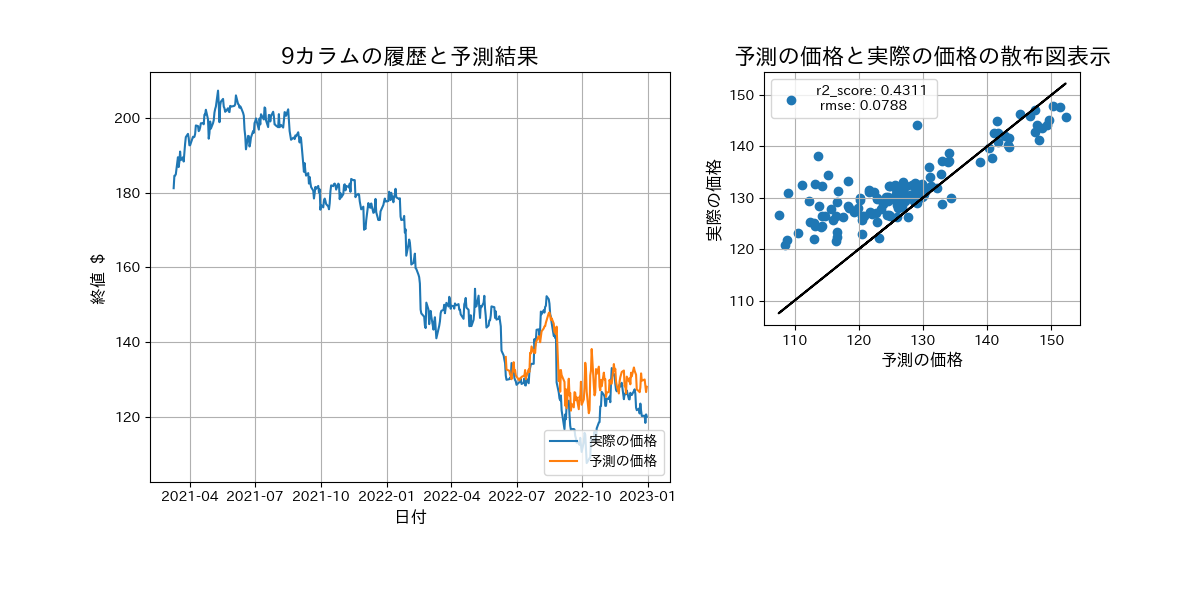 9カラムの履歴と予測結果
終値 $
200
180
160
140
120
2021-04 2021-07 2021-10 2022-01 2022-04 2022-07 2022-10 2023-01
日付
実際の価格
予測の価格
予測の価格と実際の価格の散布図表示
r2_score: 0.4311
rmse: 0.0788
実際の価格
150
140
130
120
110
110 120 130 140 150
予測の価格